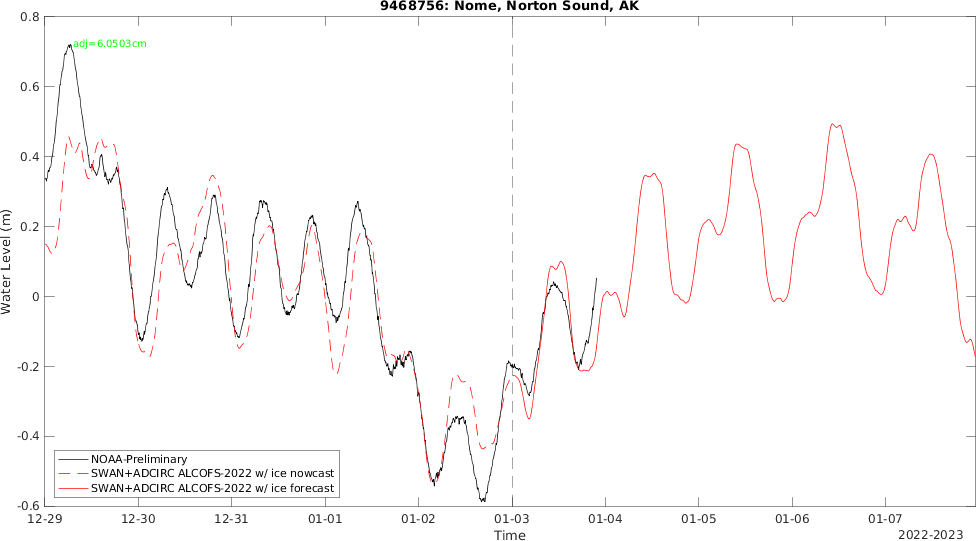 9468756: Nome, Norton Sound, AK
adj=6.0503cm
Water Level (m)
0.8
0.6
0.4
0.2
0
-0.2
-0.4
-0.6
NOAA-Preliminary
SWAN+ADCIRC ALCOFS-2022 w/ ice nowcast
SWAN+ADCIRC ALCOFS-2022 w/ ice forecast
12-29 12-30 12-31 01-01 01-02 01-03 01-04 01-05 01-06 01-07
Time
2022-2023